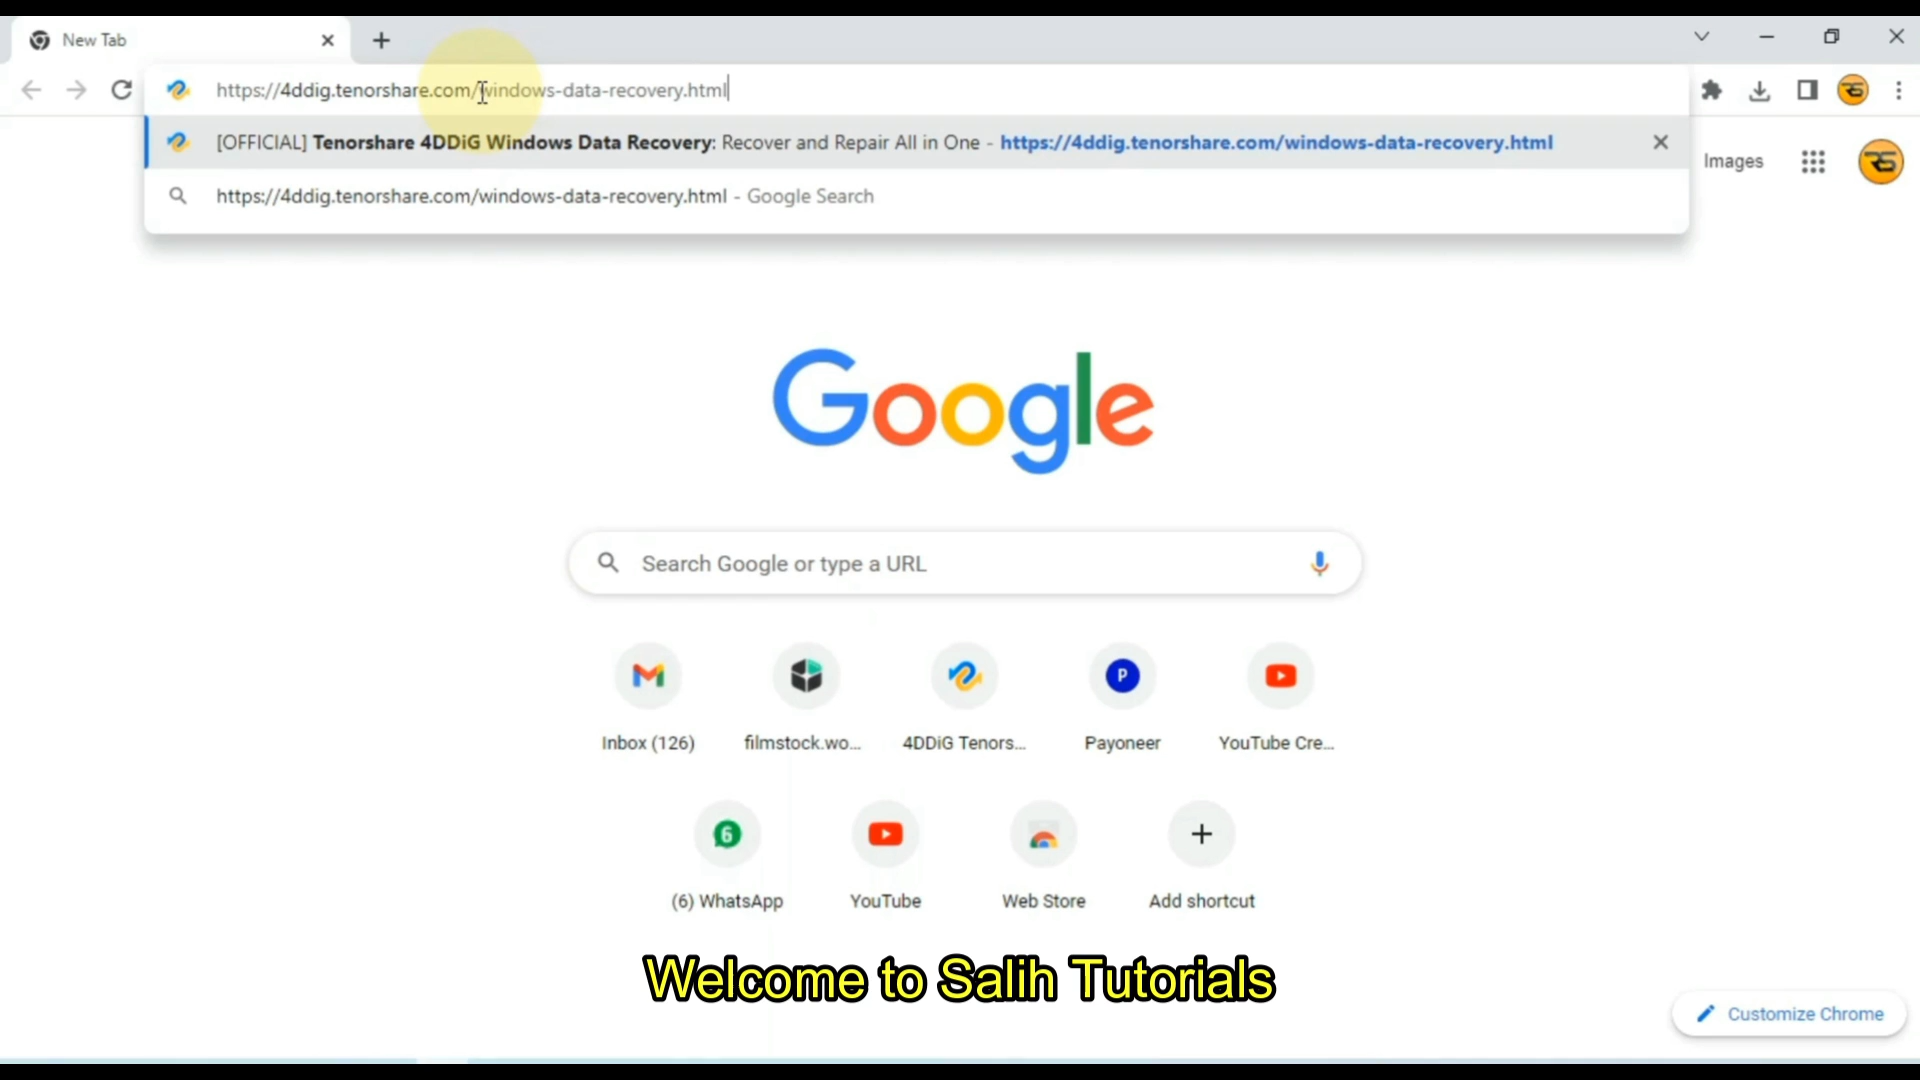 New Tab
https://4ddig.tenorshare.com/windows-data-recovery.html
[OFFICIAL] Tenorshare 4DDiG Windows Data Recovery: Recover and Repair All in One - https://4ddig.tenorshare.com/windows-data-recovery.html
https://4ddig.tenorshare.com/windows-data-recovery.html - Google Search
Images
Google
Search Google or type a URL
Inbox (126)
filmstock.wo...
4DDiG Tenors...
P
Payoneer
YouTube Cre...
6
(6) WhatsApp
YouTube
Web Store
Add shortcut
Welcome to Salih Tutorials
Customize Chrome